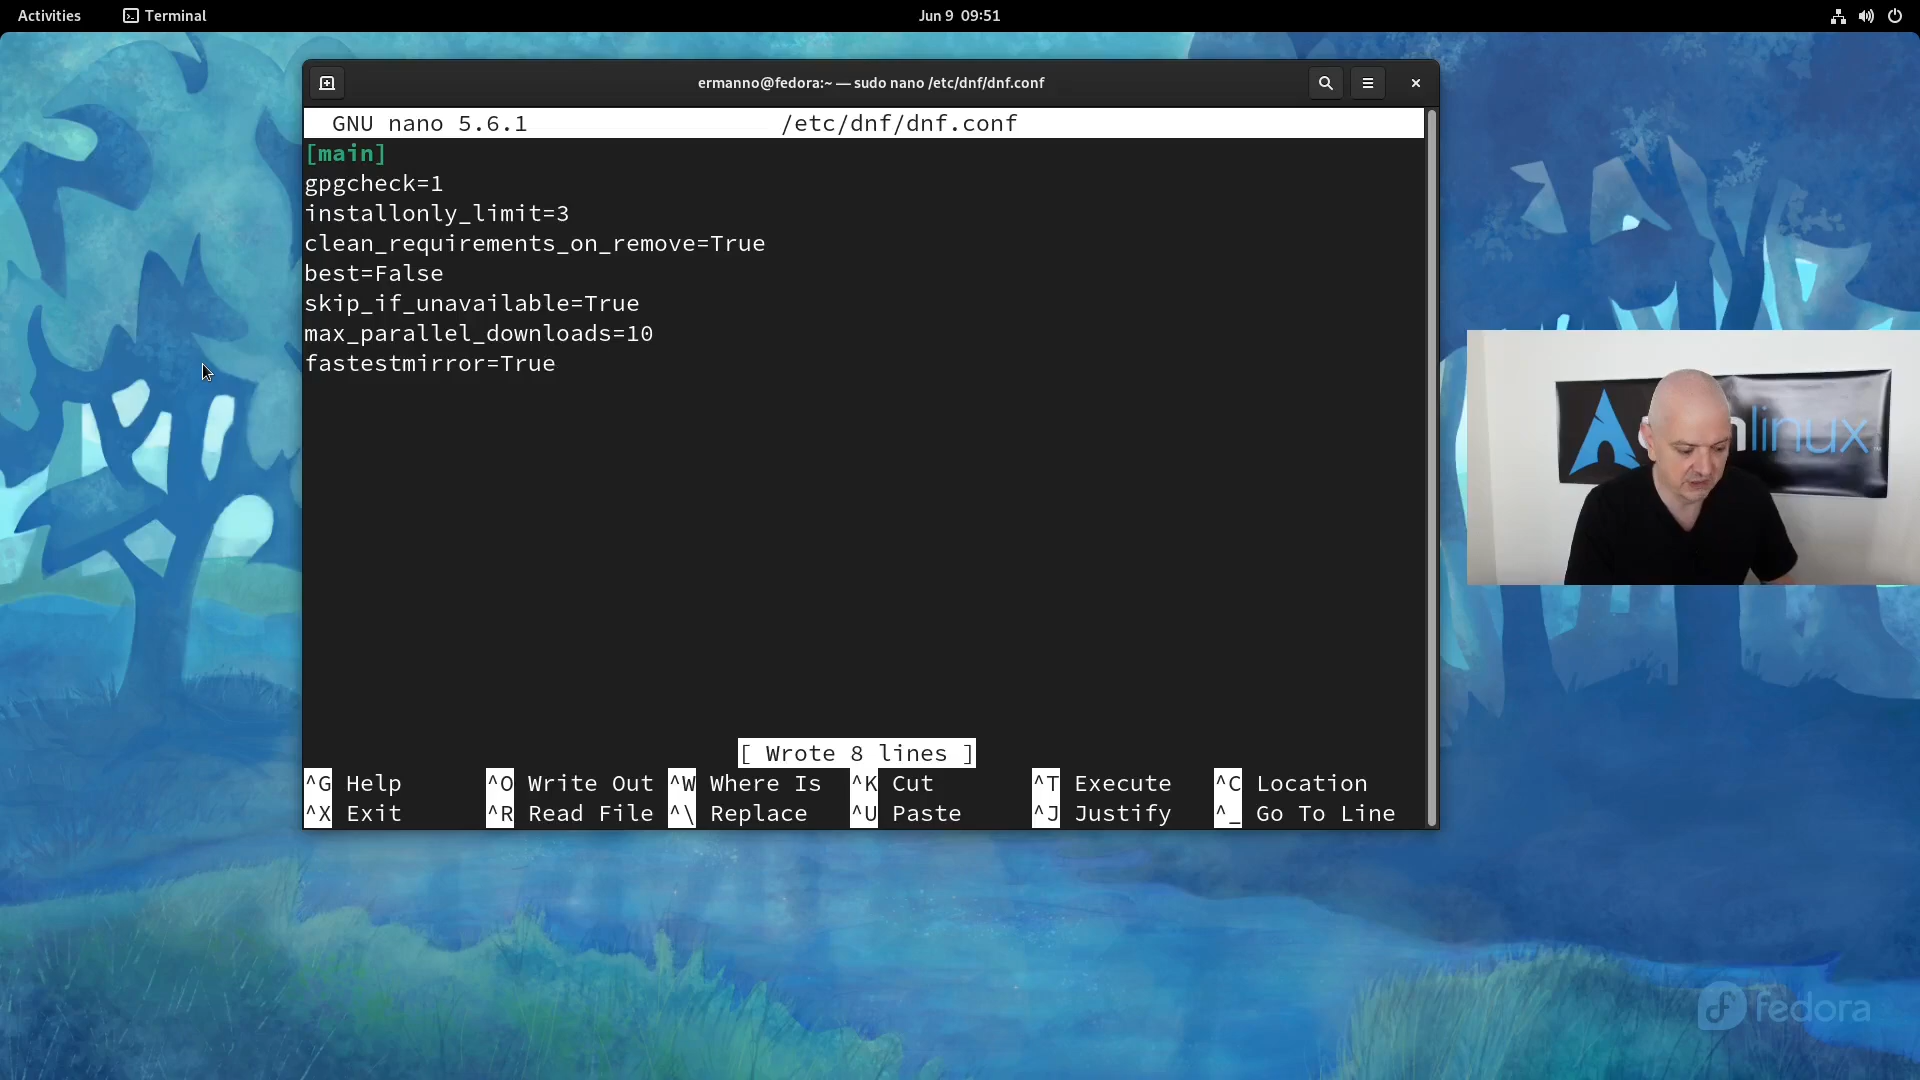 Activities
Terminal
Jun 9 09:51
ermanno@fedora:~ — sudo nano /etc/dnf/dnf.conf
GNU nano 5.6.1 /etc/dnf/dnf.conf
[main]
gpgcheck=1
installonly_limit=3
clean_requirements_on_remove=True
best=False
skip_if_unavailable=True
max_parallel_downloads=10
fastestmirror=True
[ Wrote 8 lines ]
^G Help ^O Write Out ^W Where Is ^K Cut ^T Execute ^C Location
^X Exit ^R Read File ^\ Replace ^U Paste ^J Justify ^_ Go To Line
linux
fedora